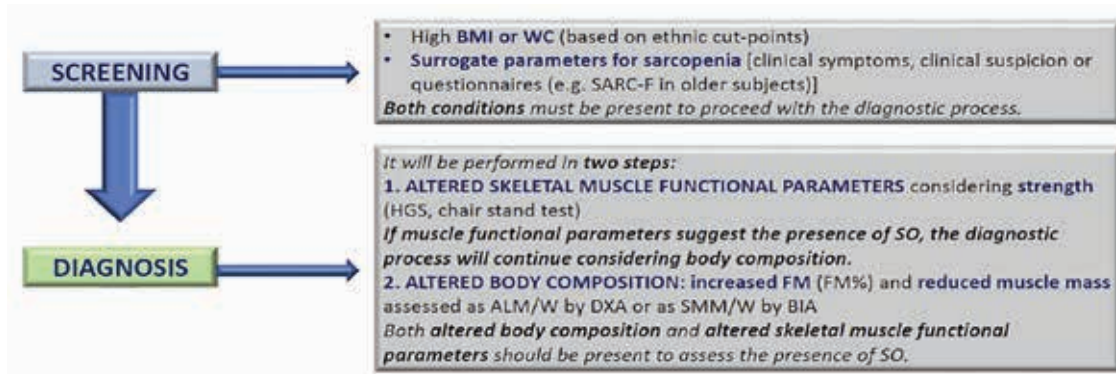 SCREENING
• High BMI or WC (based on ethnic cut-points)
• Surrogate parameters for sarcopenia [clinical symptoms, clinical suspicion or
questionnaires (e.g. SARC-F in older subjects)]
Both conditions must be present to proceed with the diagnostic process.
DIAGNOSIS
It will be performed in two steps:
1. ALTERED SKELETAL MUSCLE FUNCTIONAL PARAMETERS considering strength
(HGS, chair stand test)
If muscle functional parameters suggest the presence of SO, the diagnostic
process will continue considering body composition.
2. ALTERED BODY COMPOSITION: increased FM (FM%) and reduced muscle mass
assessed as ALM/W by DXA or as SMM/W by BIA
Both altered body composition and altered skeletal muscle functional
parameters should be present to assess the presence of SO.